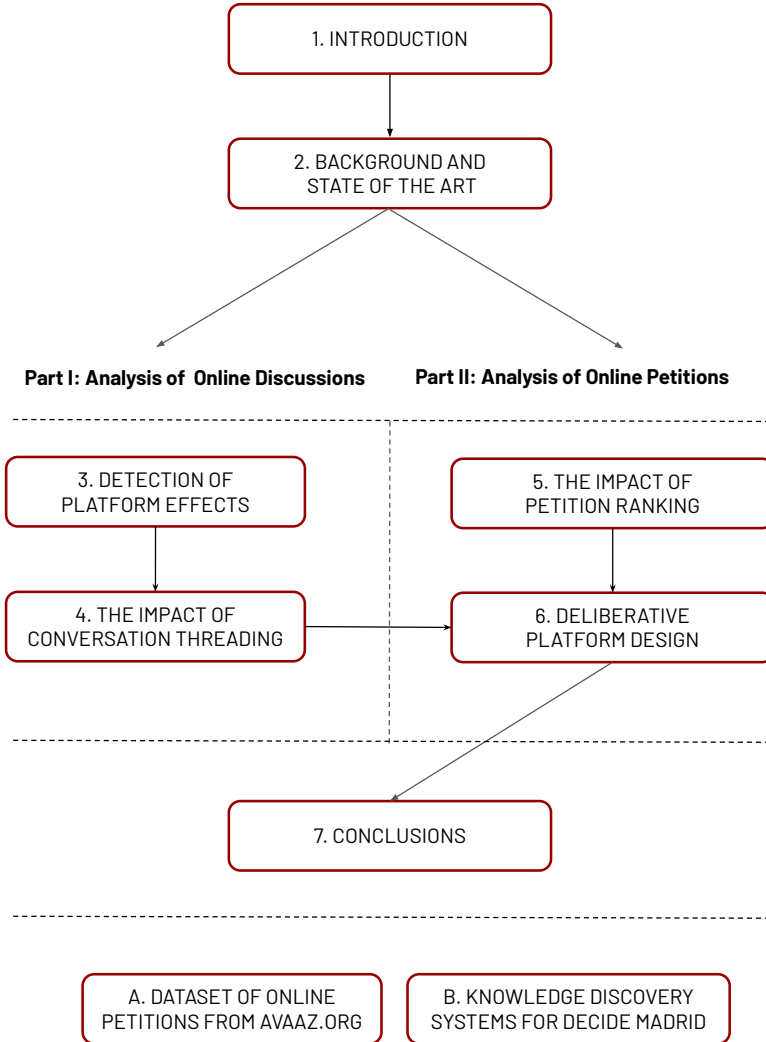 1. INTRODUCTION
2. BACKGROUND AND
STATE OF THE ART
Part I: Analysis of Online Discussions
Part II: Analysis of Online Petitions
3. DETECTION OF
PLATFORM EFFECTS
5. THE IMPACT OF
PETITION RANKING
4. THE IMPACT OF
CONVERSATION THREADING
6. DELIBERATIVE
PLATFORM DESIGN
7. CONCLUSIONS
A. DATASET OF ONLINE
PETITIONS FROM AVAAZ.ORG
B. KNOWLEDGE DISCOVERY
SYSTEMS FOR DECIDE MADRID